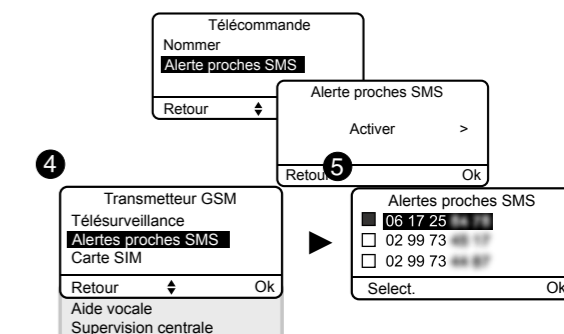 Télécommande
Nommer
Alerte proches SMS
Retour
Alerte proches SMS
Activer >
Retour Ok
4
5
Transmetteur GSM
Télésurveillance
Alertes proches SMS
Carte SIM
Retour Ok
Aide vocale
Supervision centrale
Alertes proches SMS
06 17 25
02 99 73
02 99 73
Select. Ok